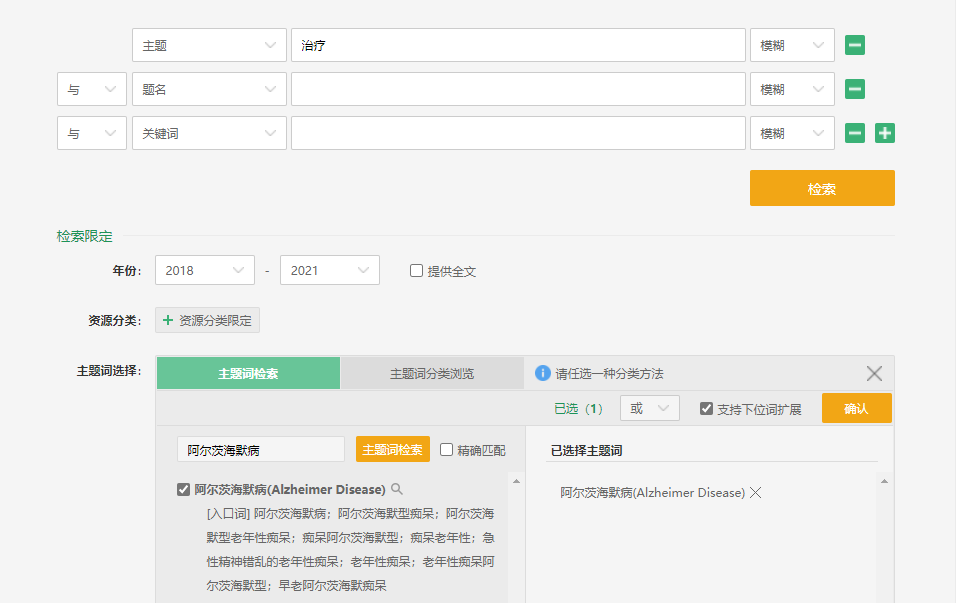 主题 治疗 模糊
与 题名 模糊
与 关键词 模糊
检索
检索限定
年份: 2018 - 2021 提供全文
资源分类: + 资源分类限定
主题词选择: 主题词检索 主题词分类浏览 请任选一种分类方法
已选（1） 或 支持下位词扩展 确认
阿尔茨海默病 主题词检索 精确匹配 已选择主题词
阿尔茨海默病(Alzheimer Disease)
[入口词] 阿尔茨海默病; 阿尔茨海默型痴呆; 阿尔茨海
默型老年性痴呆; 痴呆阿尔茨海默型; 痴呆老年性; 急
性精神错乱的老年性痴呆; 老年性痴呆; 老年性痴呆阿
尔茨海默型; 早老阿尔茨海默痴呆
阿尔茨海默病(Alzheimer Disease)